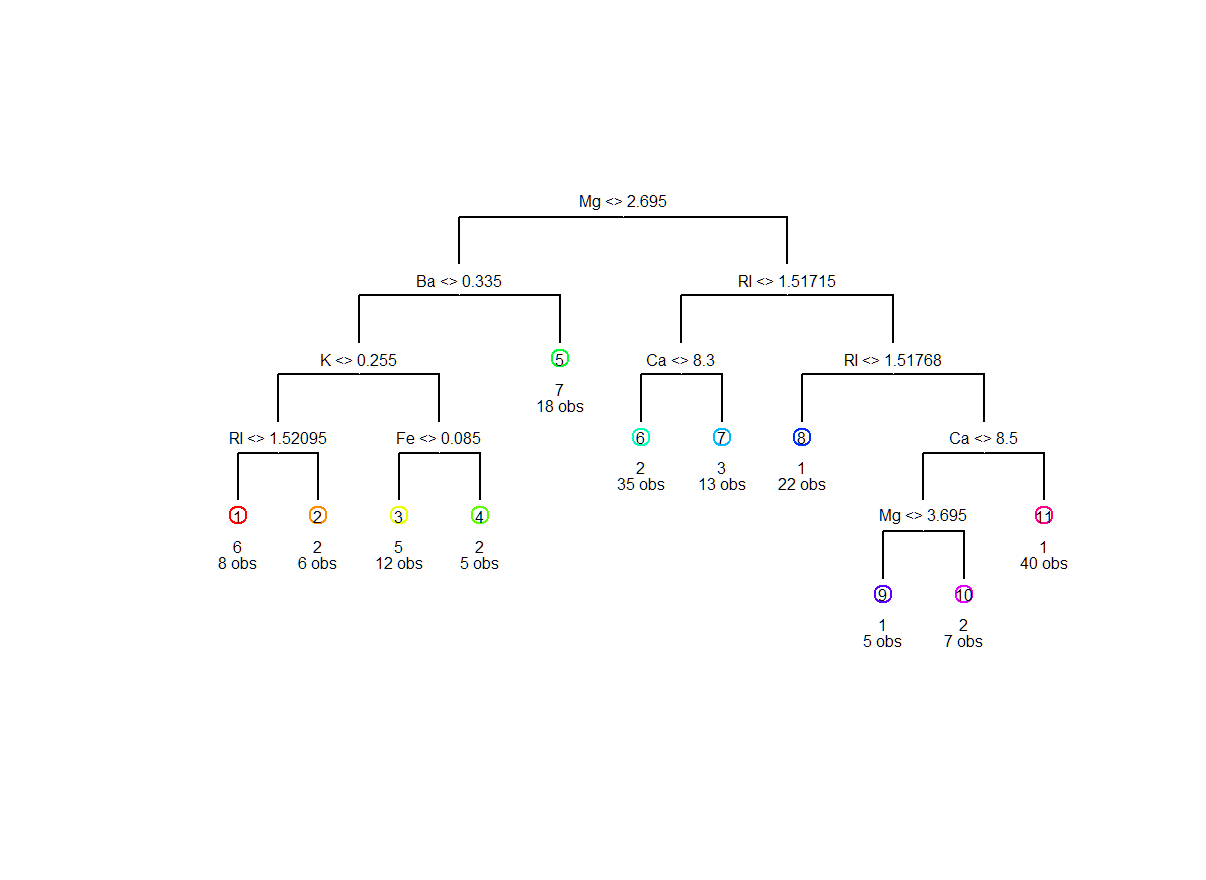 Mg <> 2.695
Ba <> 0.335
RI <> 1.51715
K <> 0.255
5
7
18 obs
Ca <> 8.3
RI <> 1.51768
RI <> 1.52095
Fe <> 0.085
6
2
35 obs
7
3
13 obs
8
1
22 obs
Ca <> 8.5
1
6
8 obs
2
2
6 obs
3
5
12 obs
4
2
5 obs
Mg <> 3.695
11
1
40 obs
9
1
5 obs
10
2
7 obs